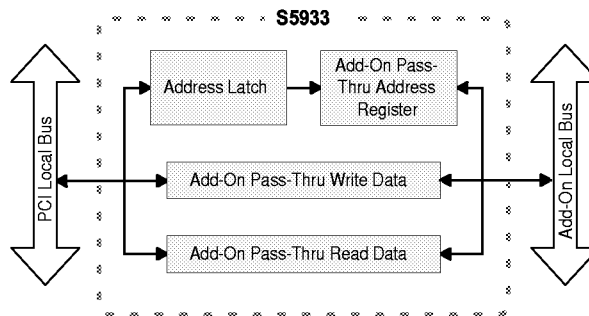 S5933
Address Latch
Add-On Pass-
Thru Address
Register
Add-On Pass-Thru Write Data
Add-On Pass-Thru Read Data
PCI Local Bus
Add-On Local Bus